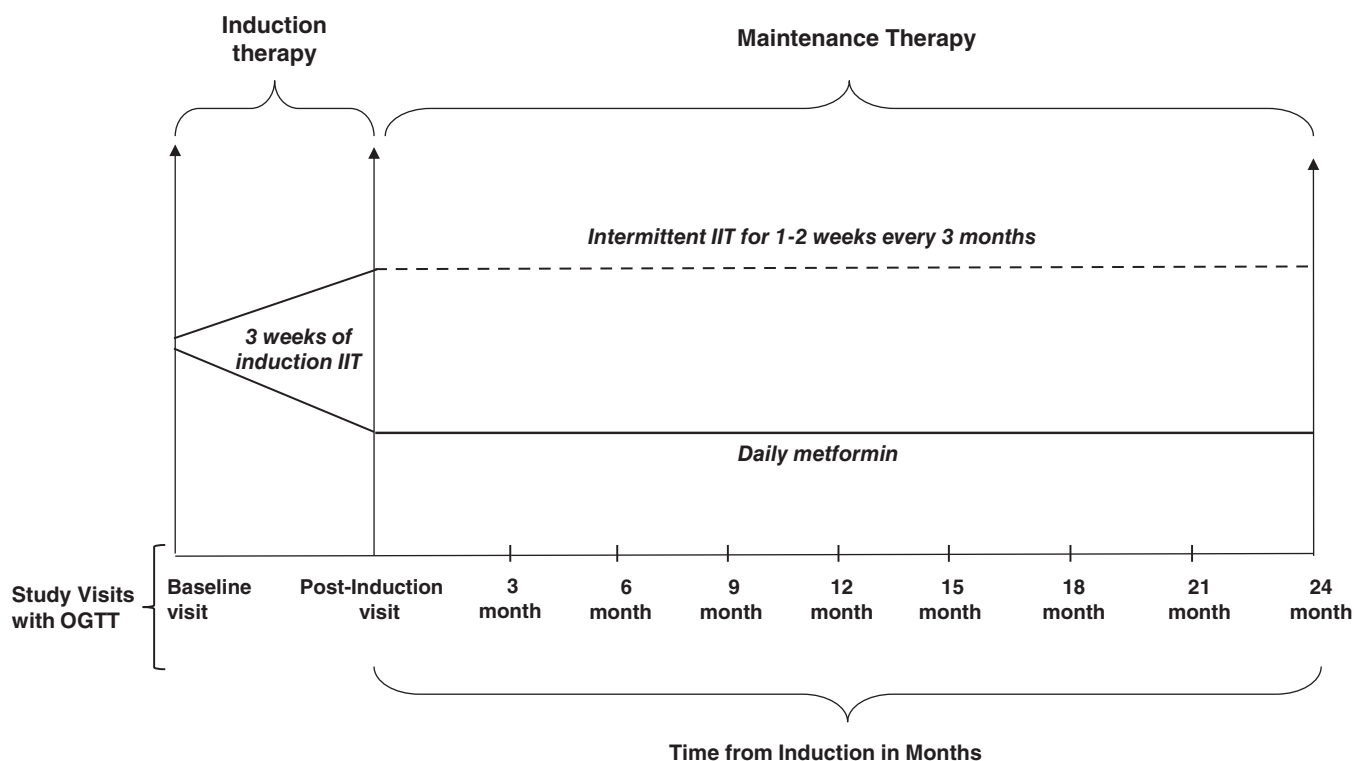 Induction
therapy
Maintenance Therapy
Intermittent IIT for 1-2 weeks every 3 months
3 weeks of
induction IIT
Daily metformin
Study Visits
with OGTT
Baseline
visit
Post-Induction
visit
3
month
6
month
9
month
12
month
15
month
18
month
21
month
24
month
Time from Induction in Months